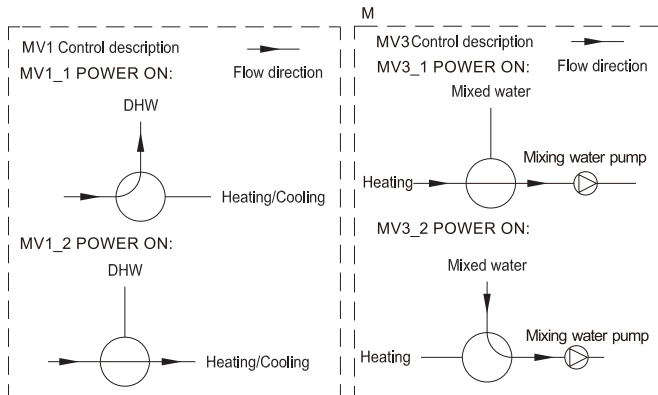 M
MV1 Control description
Flow direction
MV1_1 POWER ON:
DHW
Heating/Cooling
MV1_2 POWER ON:
DHW
Heating/Cooling
MV3 Control description
Flow direction
MV3_1 POWER ON:
Mixed water
Mixing water pump
Heating
MV3_2 POWER ON:
Mixed water
Mixing water pump
Heating